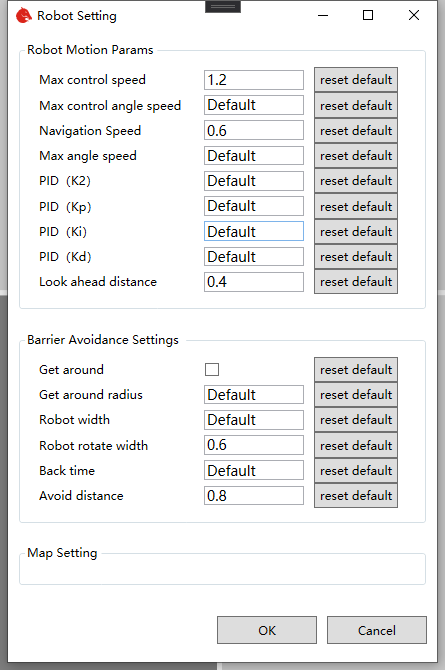 Robot Setting
Robot Motion Params
Max control speed 1.2 reset default
Max control angle speed Default reset default
Navigation Speed 0.6 reset default
Max angle speed Default reset default
PID（K2） Default reset default
PID（Kp） Default reset default
PID（Ki） Default reset default
PID（Kd） Default reset default
Look ahead distance 0.4 reset default
Barrier Avoidance Settings
Get around reset default
Get around radius Default reset default
Robot width Default reset default
Robot rotate width 0.6 reset default
Back time Default reset default
Avoid distance 0.8 reset default
Map Setting
OK Cancel